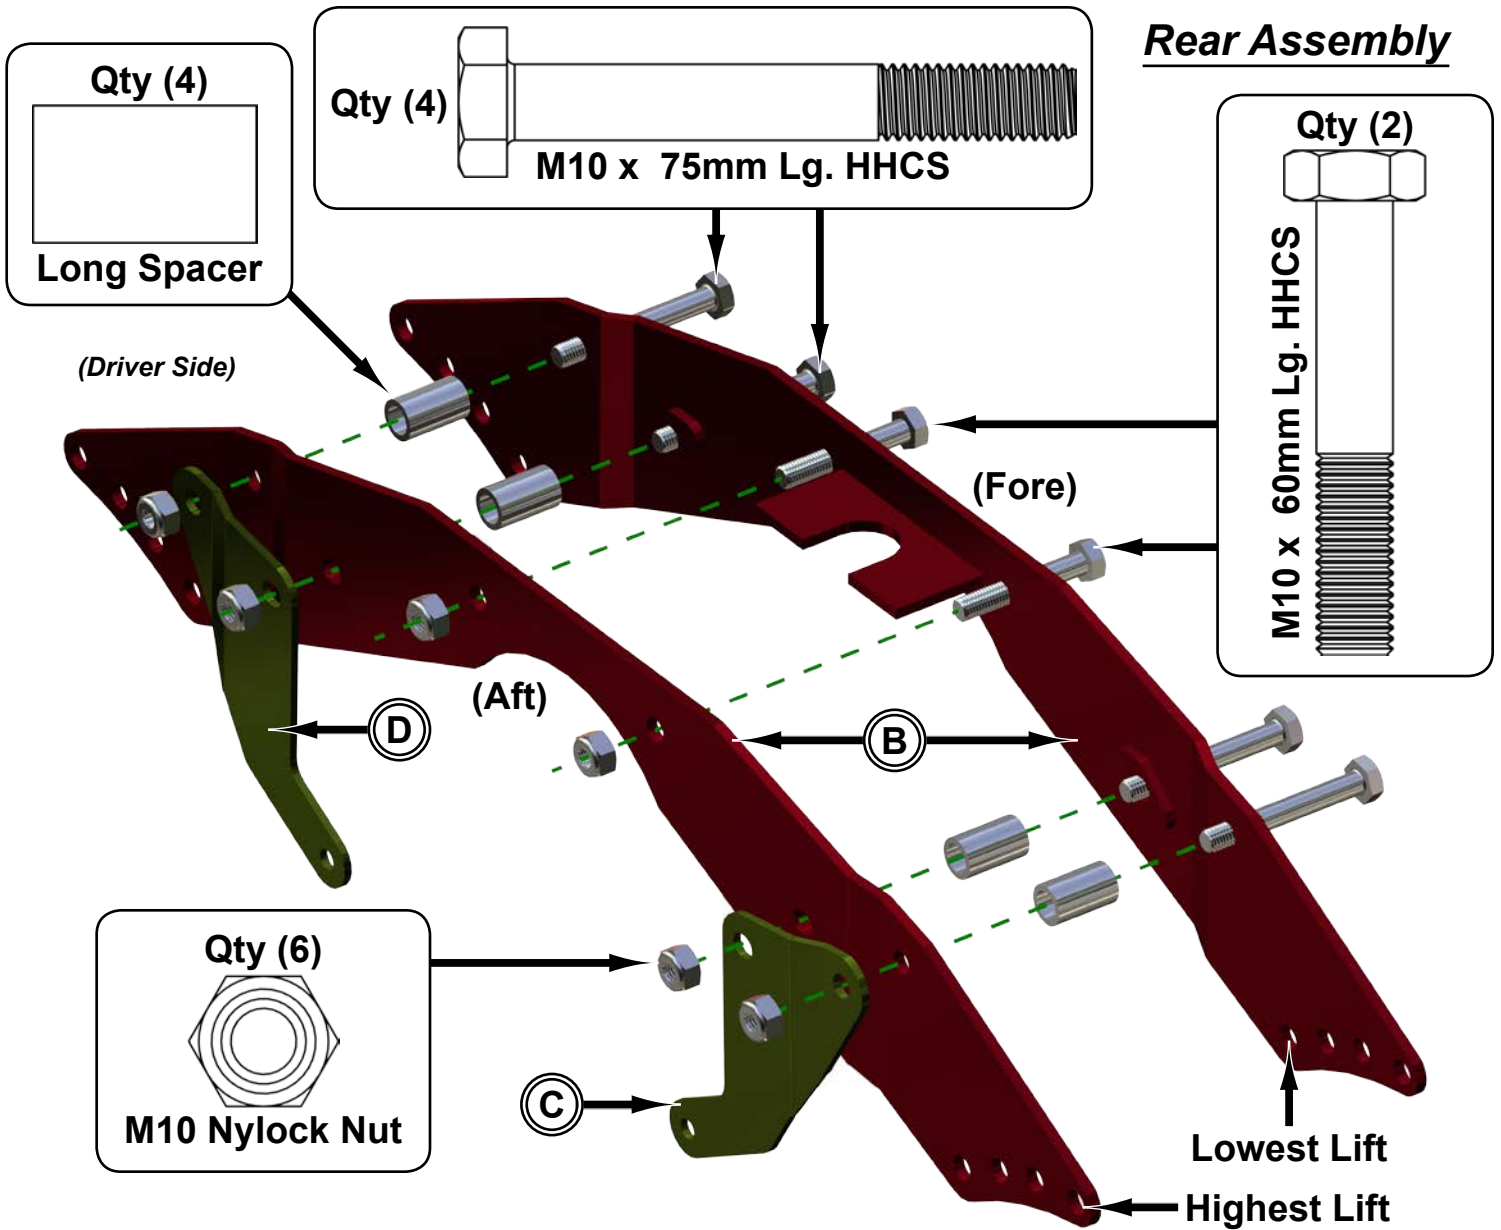 Rear Assembly
Qty (4)
Long Spacer
Qty (4)
M10 x 75mm Lg. HHCS
Qty (2)
M10 x 60mm Lg. HHCS
(Driver Side)
(Fore)
(Aft)
D
B
Qty (6)
M10 Nylock Nut
C
Lowest Lift
Highest Lift